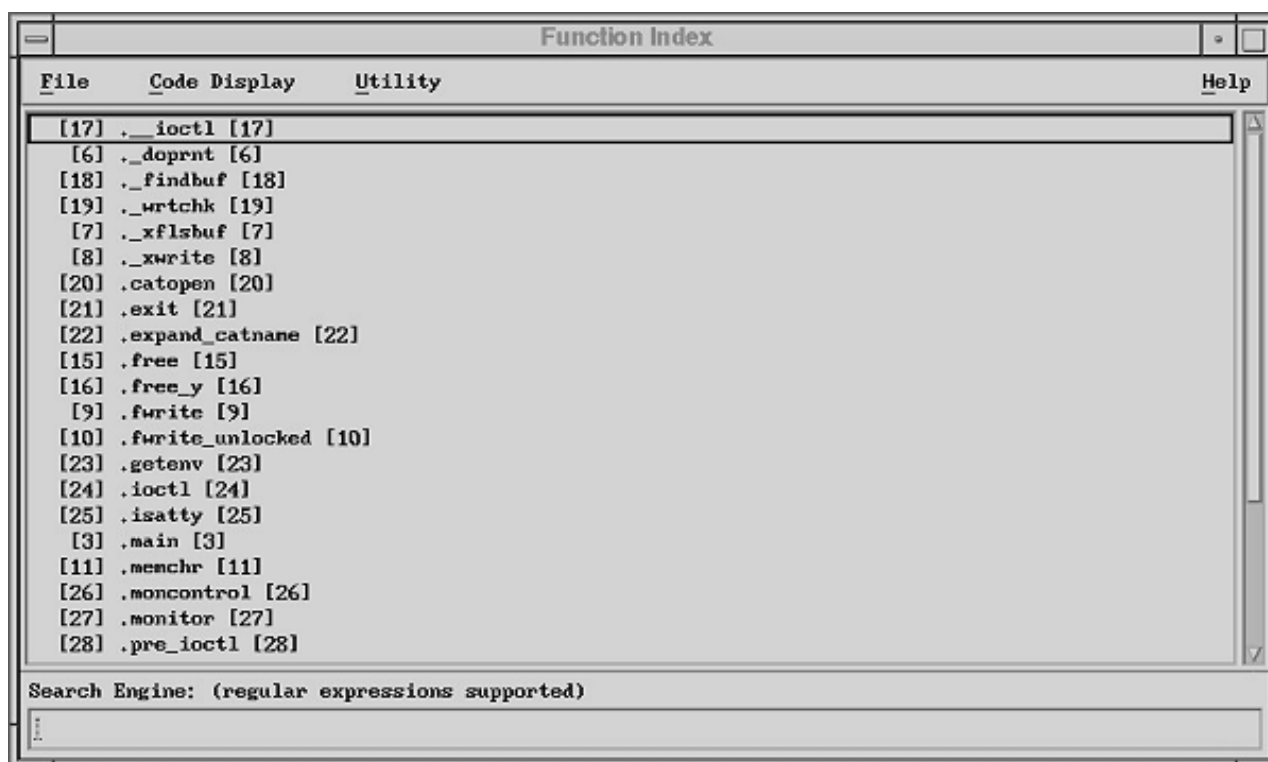 Function Index
File Code Display Utility Help
[17] .__ioctl [17]
[6] ._doprnt [6]
[18] ._findbuf [18]
[19] ._wrtchk [19]
[7] ._xflsbuf [7]
[8] ._xwrite [8]
[20] .catopen [20]
[21] .exit [21]
[22] .expand_catname [22]
[15] .free [15]
[16] .free_y [16]
[9] .fwrite [9]
[10] .fwrite_unlocked [10]
[23] .getenv [23]
[24] .ioctl [24]
[25] .isatty [25]
[3] .main [3]
[11] .memchr [11]
[26] .moncontrol [26]
[27] .monitor [27]
[28] .pre_ioctl [28]
Search Engine: (regular expressions supported)